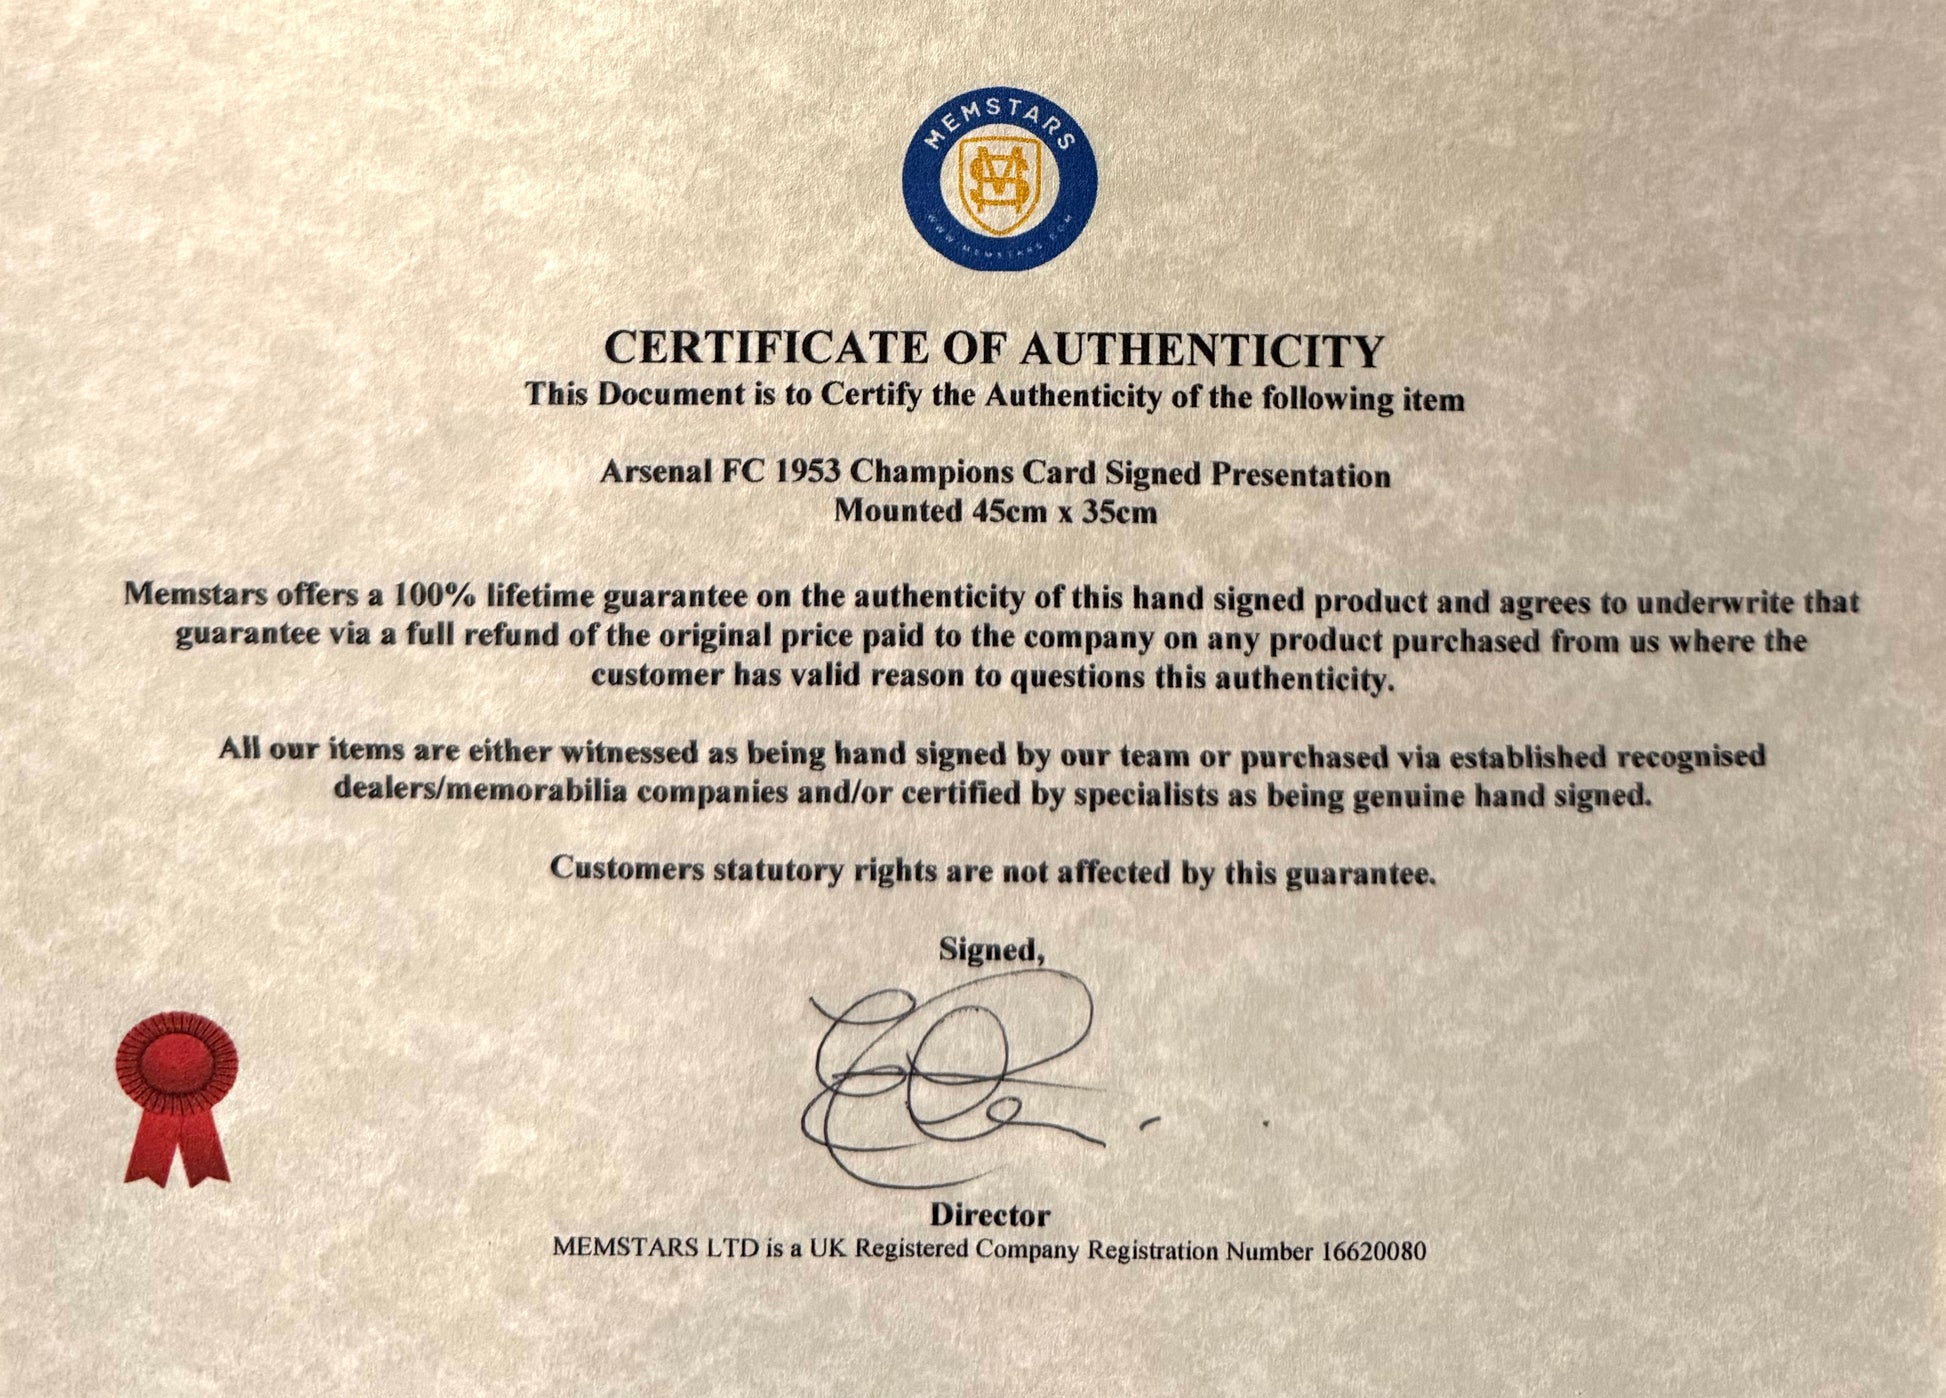 MEMSTARS
WWW.MEMSTARS.COM
CERTIFICATE OF AUTHENTICITY
This Document is to Certify the Authenticity of the following item
Arsenal FC 1953 Champions Card Signed Presentation
Mounted 45cm x 35cm
Memstars offers a 100% lifetime guarantee on the authenticity of this hand signed product and agrees to underwrite that
guarantee via a full refund of the original price paid to the company on any product purchased from us where the
customer has valid reason to questions this authenticity.
All our items are either witnessed as being hand signed by our team or purchased via established recognised
dealers/memorabilia companies and/or certified by specialists as being genuine hand signed.
Customers statutory rights are not affected by this guarantee.
Signed,
Director
MEMSTARS LTD is a UK Registered Company Registration Number 16620080